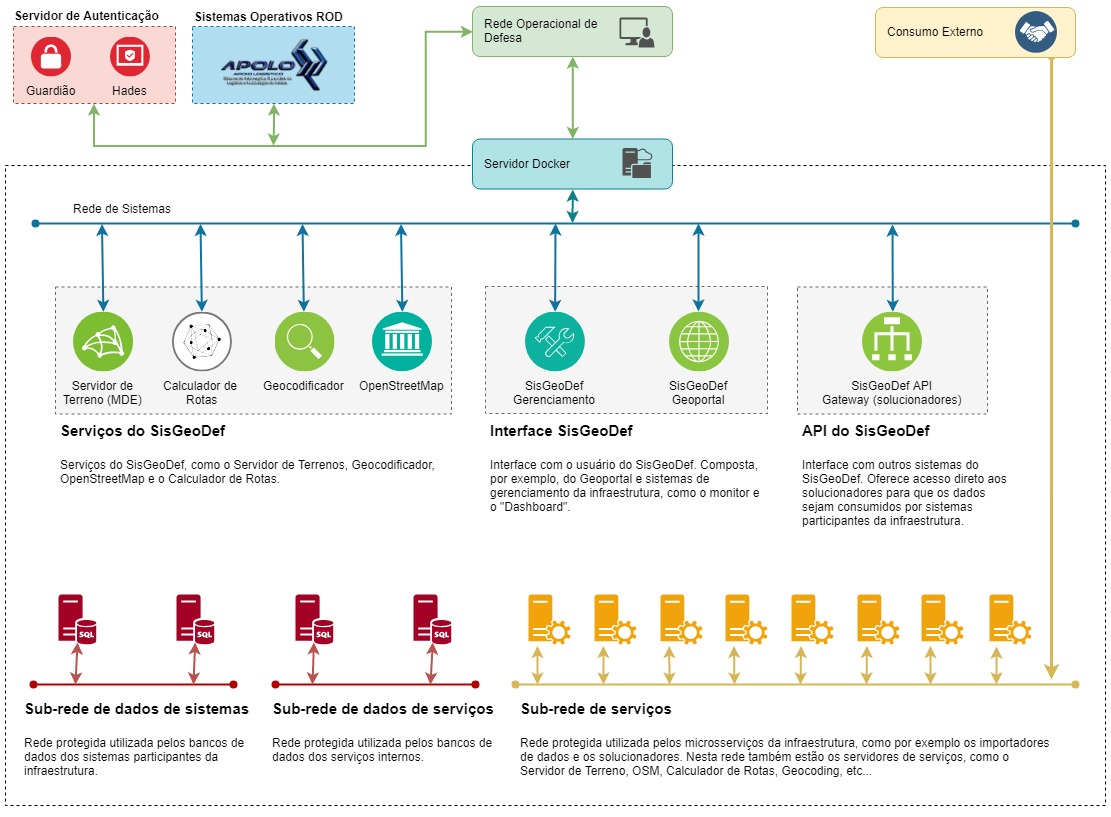 Servidor de Autenticação
Guardião
Hades
Sistemas Operativos ROD
APOLO
APOIO LOGÍSTICO
Rede Operacional de
Defesa
Consumo Externo
Servidor Docker
Rede de Sistemas
Servidor de
Terreno (MDE)
Calculador de
Rotas
Geocodificador
OpenStreetMap
SisGeoDef
Gerenciamento
SisGeoDef
Geoportal
SisGeoDef API
Gateway (solucionadores)
Serviços do SisGeoDef
Serviços do SisGeoDef, como o Servidor de Terrenos, Geocodificador,
OpenStreetMap e o Calculador de Rotas.
Interface SisGeoDef
Interface com o usuário do SisGeoDef. Composta,
por exemplo, do Geoportal e sistemas de
gerenciamento da infraestrutura, como o monitor e
o "Dashboard".
API do SisGeoDef
Interface com outros sistemas do
SisGeoDef. Oferece acesso direto aos
solucionadores para que os dados
sejam consumidos por sistemas
participantes da infraestrutura.
SQL
SQL
SQL
SQL
Sub-rede de dados de sistemas
Rede protegida utilizada pelos bancos de
dados dos sistemas participantes da
infraestrutura.
Sub-rede de dados de serviços
Rede protegida utilizada pelos bancos de
dados dos serviços internos.
Sub-rede de serviços
Rede protegida utilizada pelos microsserviços da infraestrutura, como por exemplo os importadores
de dados e os solucionadores. Nesta rede também estão os servidores de serviços, como o
Servidor de Terreno, OSM, Calculador de Rotas, Geocoding, etc...